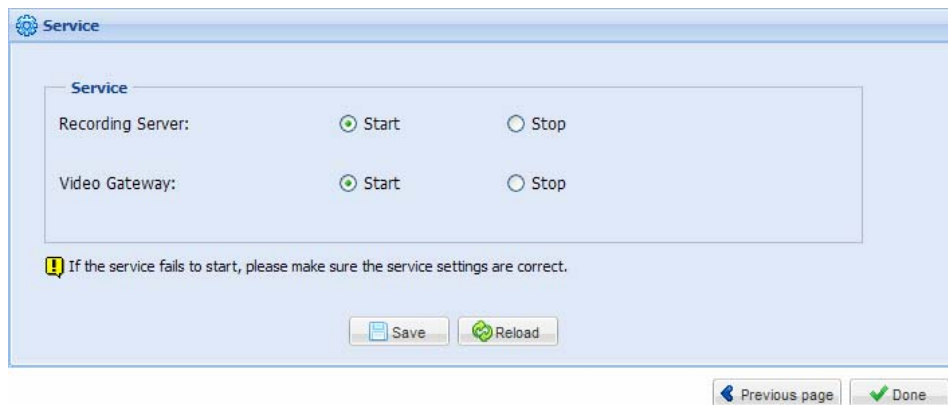 Service
Service
Recording Server: Start Stop
Video Gateway: Start Stop
If the service fails to start, please make sure the service settings are correct.
Save Reload
Previous page Done